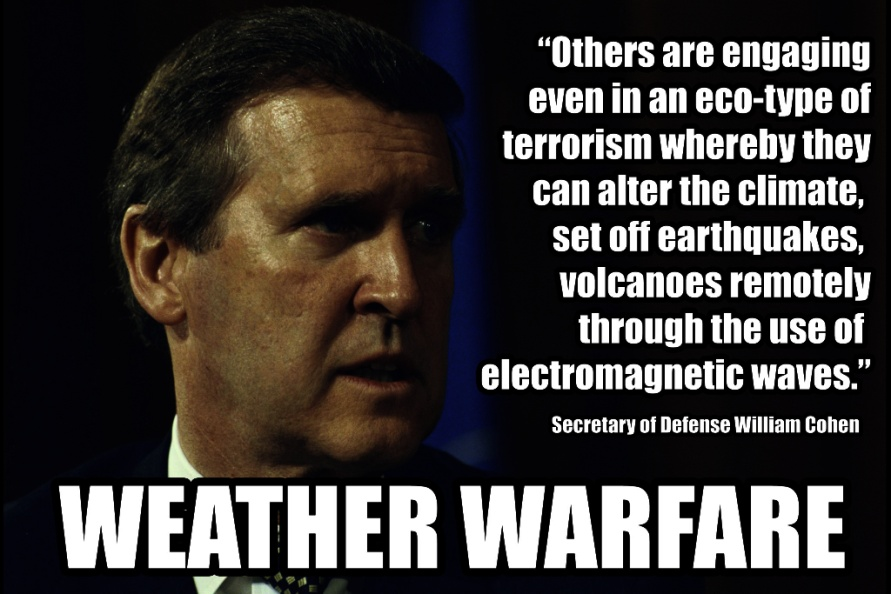 “Others are engaging
even in an eco-type of
terrorism whereby they
can alter the climate,
set off earthquakes,
volcanoes remotely
through the use of
electromagnetic waves.”
Secretary of Defense William Cohen
WEATHER WARFARE